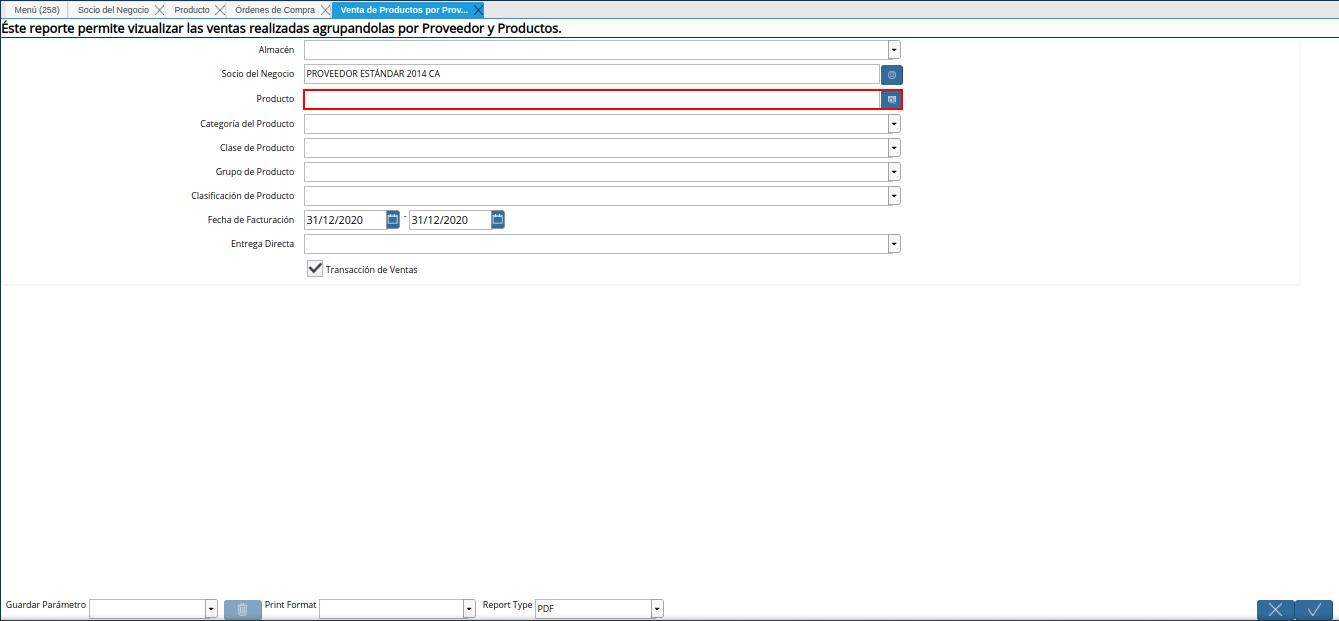 Menú (258) Socio del Negocio Producto Órdenes de Compra Venta de Productos por Prov...
Éste reporte permite vizualizar las ventas realizadas agrupandolas por Proveedor y Productos.
Almacén
Socio del Negocio PROVEEDOR ESTÁNDAR 2014 CA
Producto
Categoría del Producto
Clase de Producto
Grupo de Producto
Clasificación de Producto
Fecha de Facturación 31/12/2020 - 31/12/2020
Entrega Directa
Transacción de Ventas
Guardar Parámetro Print Format Report Type PDF